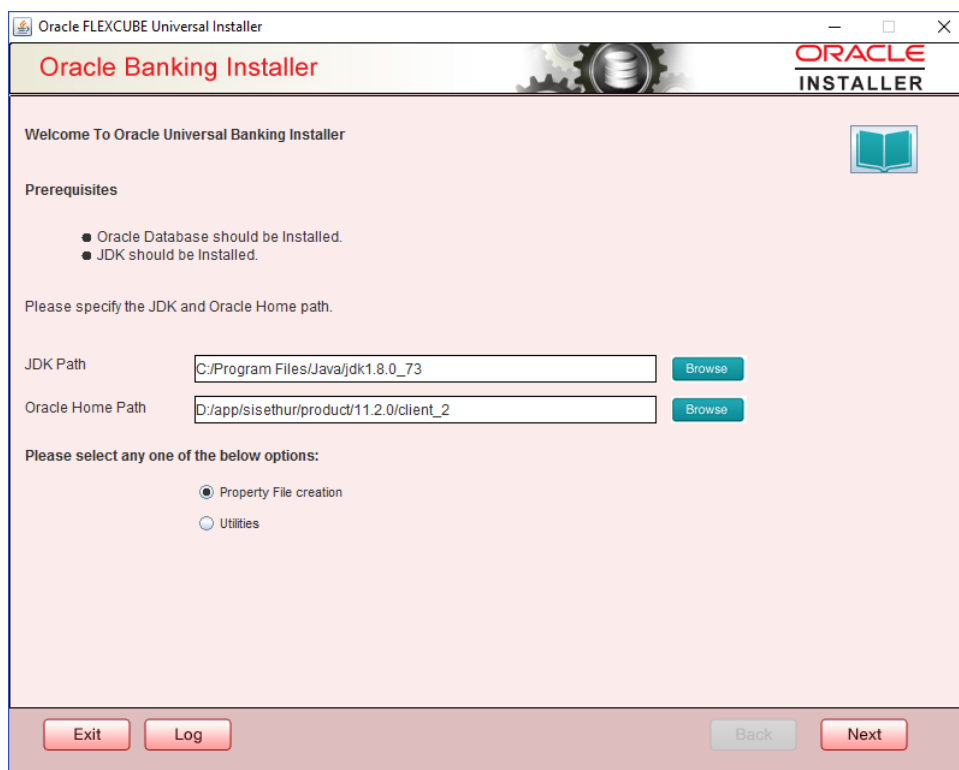 Oracle FLEXCUBE Universal Installer
Oracle Banking Installer
ORACLE
INSTALLER
Welcome To Oracle Universal Banking Installer
Prerequisites
Oracle Database should be Installed.
JDK should be Installed.
Please specify the JDK and Oracle Home path.
JDK Path
C:/Program Files/Java/jdk1.8.0_73
Browse
Oracle Home Path
D:/app/sisethur/product/11.2.0/client_2
Browse
Please select any one of the below options:
Property File creation
Utilities
Exit
Log
Back
Next